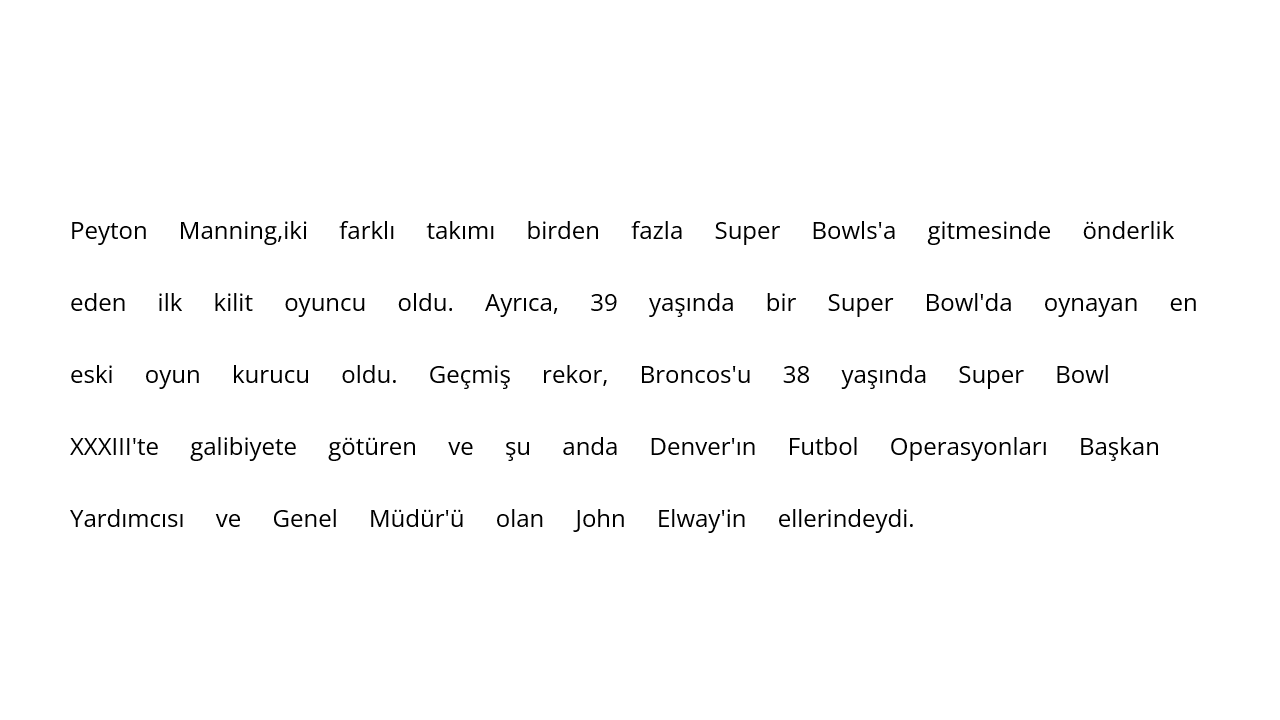 Peyton Manning,iki farklı takımı birden fazla Super Bowls'a gitmesinde önderlik
eden ilk kilit oyuncu oldu. Ayrıca, 39 yaşında bir Super Bowl'da oynayan en
eski oyun kurucu oldu. Geçmiş rekor, Broncos'u 38 yaşında Super Bowl
XXXIII'te galibiyete götüren ve şu anda Denver'ın Futbol Operasyonları Başkan
Yardımcısı ve Genel Müdür'ü olan John Elway'in ellerindeydi.